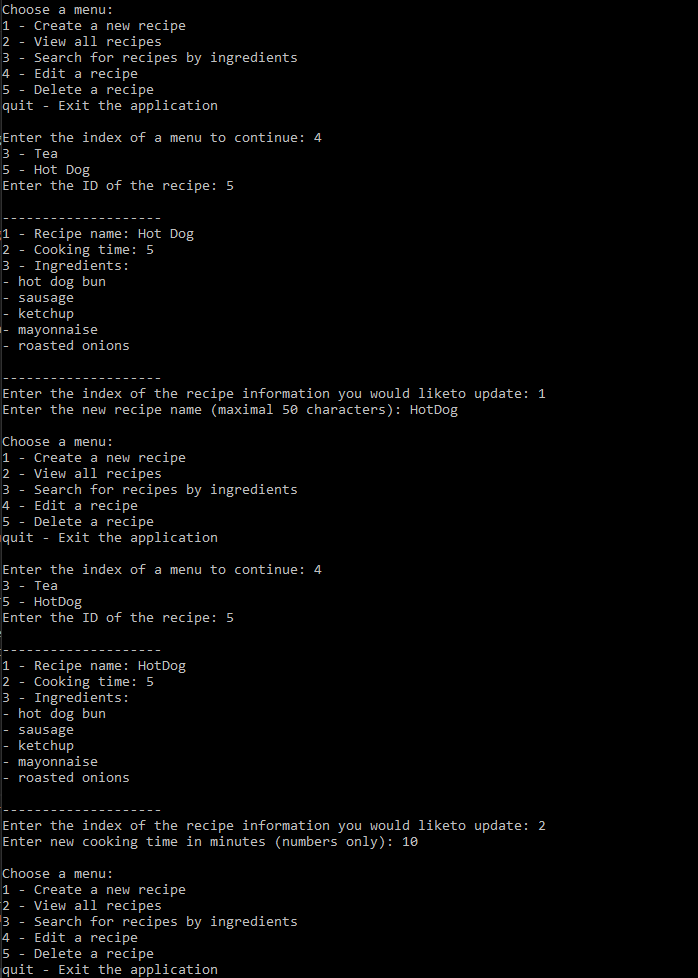 Choose a menu:
1 - Create a new recipe
2 - View all recipes
3 - Search for recipes by ingredients
4 - Edit a recipe
5 - Delete a recipe
quit - Exit the application
Enter the index of a menu to continue: 4
3 - Tea
5 - Hot Dog
Enter the ID of the recipe: 5
--------------------
1 - Recipe name: Hot Dog
2 - Cooking time: 5
3 - Ingredients:
- hot dog bun
- sausage
- ketchup
- mayonnaise
- roasted onions
--------------------
Enter the index of the recipe information you would liketo update: 1
Enter the new recipe name (maximal 50 characters): HotDog
Choose a menu:
1 - Create a new recipe
2 - View all recipes
3 - Search for recipes by ingredients
4 - Edit a recipe
5 - Delete a recipe
quit - Exit the application
Enter the index of a menu to continue: 4
3 - Tea
5 - HotDog
Enter the ID of the recipe: 5
--------------------
1 - Recipe name: HotDog
2 - Cooking time: 5
3 - Ingredients:
- hot dog bun
- sausage
- ketchup
- mayonnaise
- roasted onions
--------------------
Enter the index of the recipe information you would liketo update: 2
Enter new cooking time in minutes (numbers only): 10
Choose a menu:
1 - Create a new recipe
2 - View all recipes
3 - Search for recipes by ingredients
4 - Edit a recipe
5 - Delete a recipe
quit - Exit the application